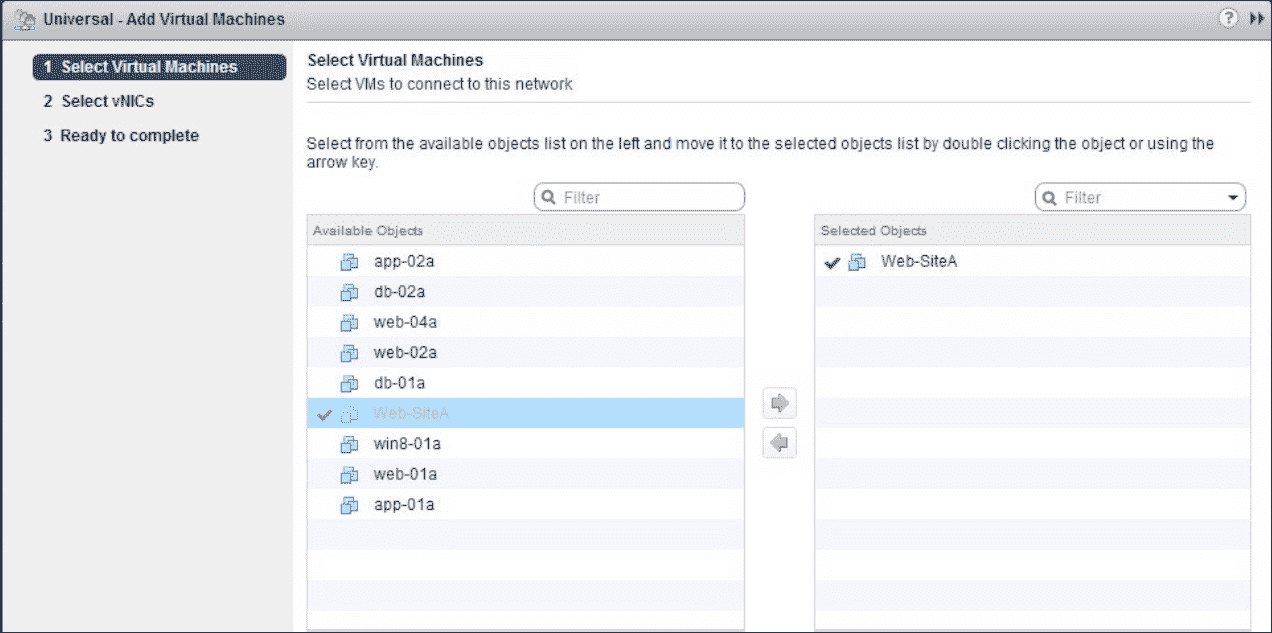 Universal - Add Virtual Machines
?
1 Select Virtual Machines
2 Select vNICs
3 Ready to complete
Select Virtual Machines
Select VMs to connect to this network
Select from the available objects list on the left and move it to the selected objects list by double clicking the object or using the
arrow key.
Filter
Filter
Available Objects
app-02a
db-02a
web-04a
web-02a
db-01a
Web-SiteA
win8-01a
web-01a
app-01a
Selected Objects
Web-SiteA